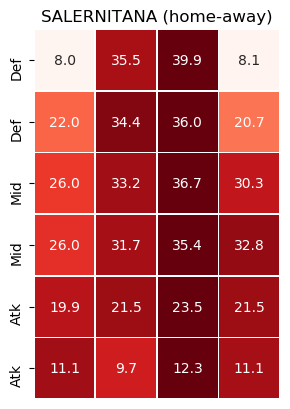 SALERNITANA (home-away)
Def 8.0 35.5 39.9 8.1
Def 22.0 34.4 36.0 20.7
Mid 26.0 33.2 36.7 30.3
Mid 26.0 31.7 35.4 32.8
Atk 19.9 21.5 23.5 21.5
Atk 11.1 9.7 12.3 11.1